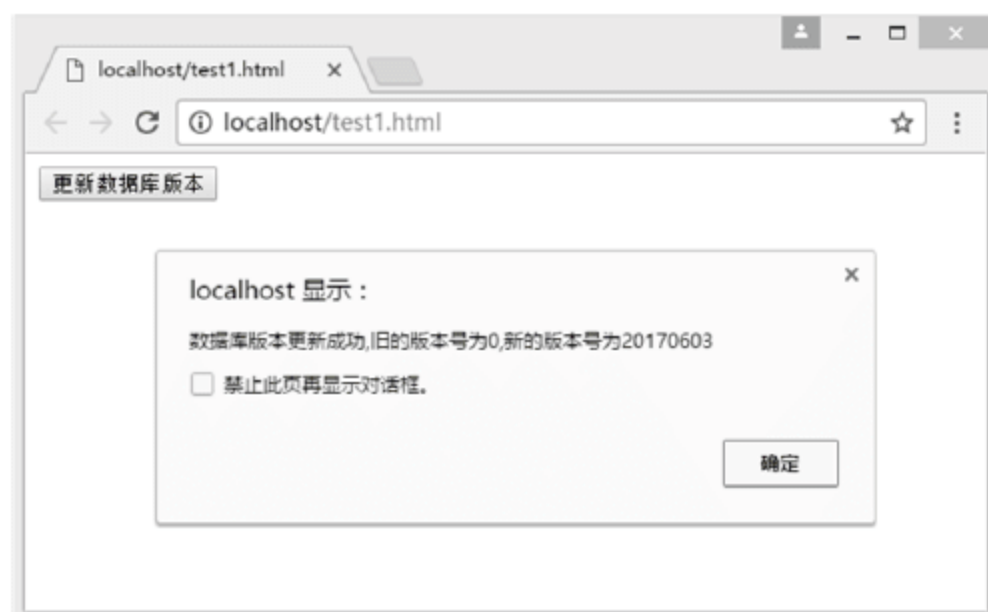 localhost/test1.html
localhost/test1.html
更新数据库版本
localhost 显示：
数据库版本更新成功,旧的版本号为0,新的版本号为20170603
禁止此页再显示对话框。
确定